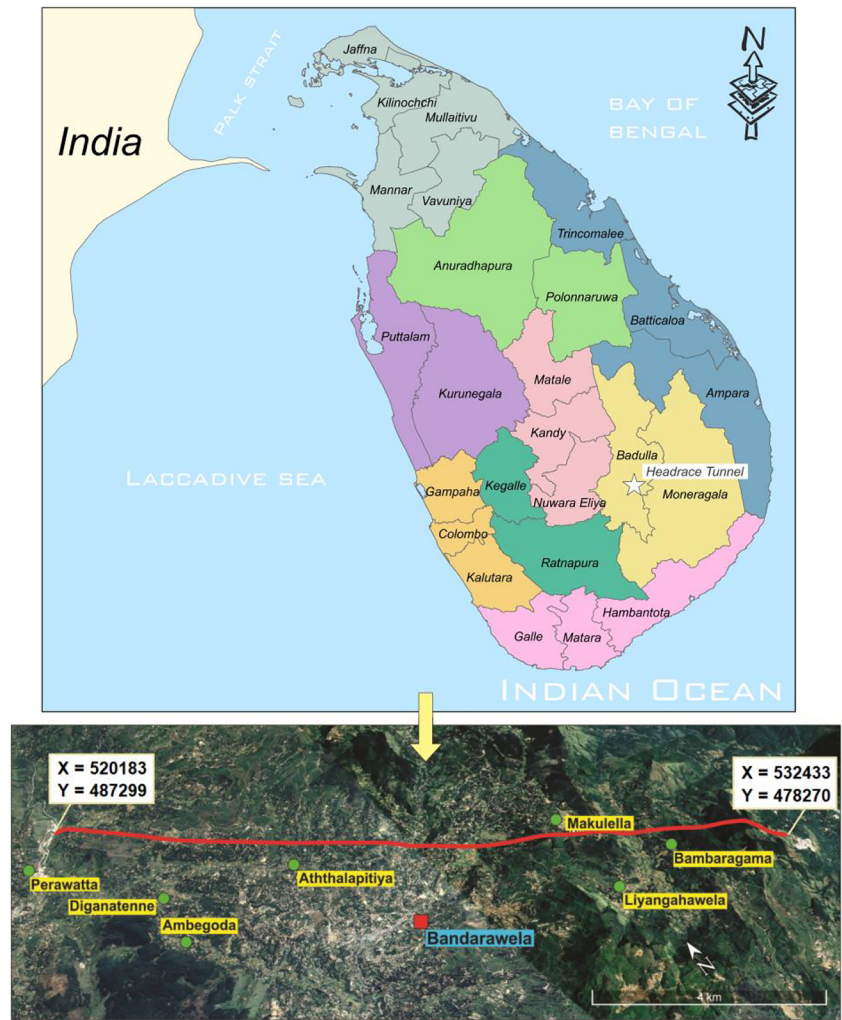 Jaffna
PALK STRAIT
N
Kilinochchi
BAY OF
BENGAL
Mullaitivu
India
Mannar
Vavuniya
Trincomalee
Anuradhapura
Polonnaruwa
Batticaloa
Puttalam
Matale
Kurunegala
Ampara
Kandy
Badulla
Headrace Tunnel
LACCADIVE SEA
Gampaha
Kegalle
Moneragala
Nuwara Eliya
Colombo
Ratnapura
Kalutara
Hambantota
Galle
Matara
INDIAN OCEAN
X = 520183
Y = 487299
X = 532433
Y = 478270
Makulella
Bambaragama
Aththalapitiya
Perawatta
Liyangahawela
Diganatenne
Ambegoda
Bandarawela
N
4 km